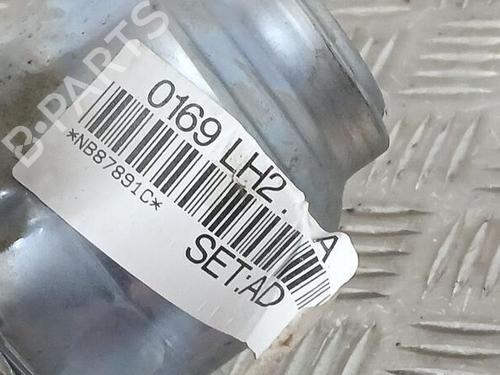 B-PARTS
0169 LH2
*NB87891C*
SET:AD